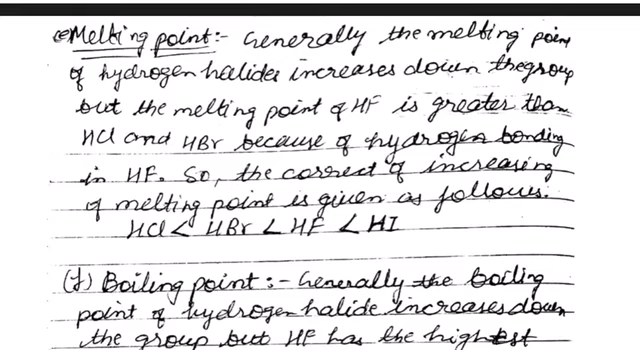 (e) Melting point:- Generally the melting point
of hydrogen halides increases down the group
but the melting point of HF is greater than
HCl and HBr because of hydrogen bonding
in HF. So, the correct of increasing
of melting point is given as follows.
HCl < HBr < HF < HI
(f) Boiling point :- Generally the boiling
point of hydrogen halide increases down
the group but HF has the highest